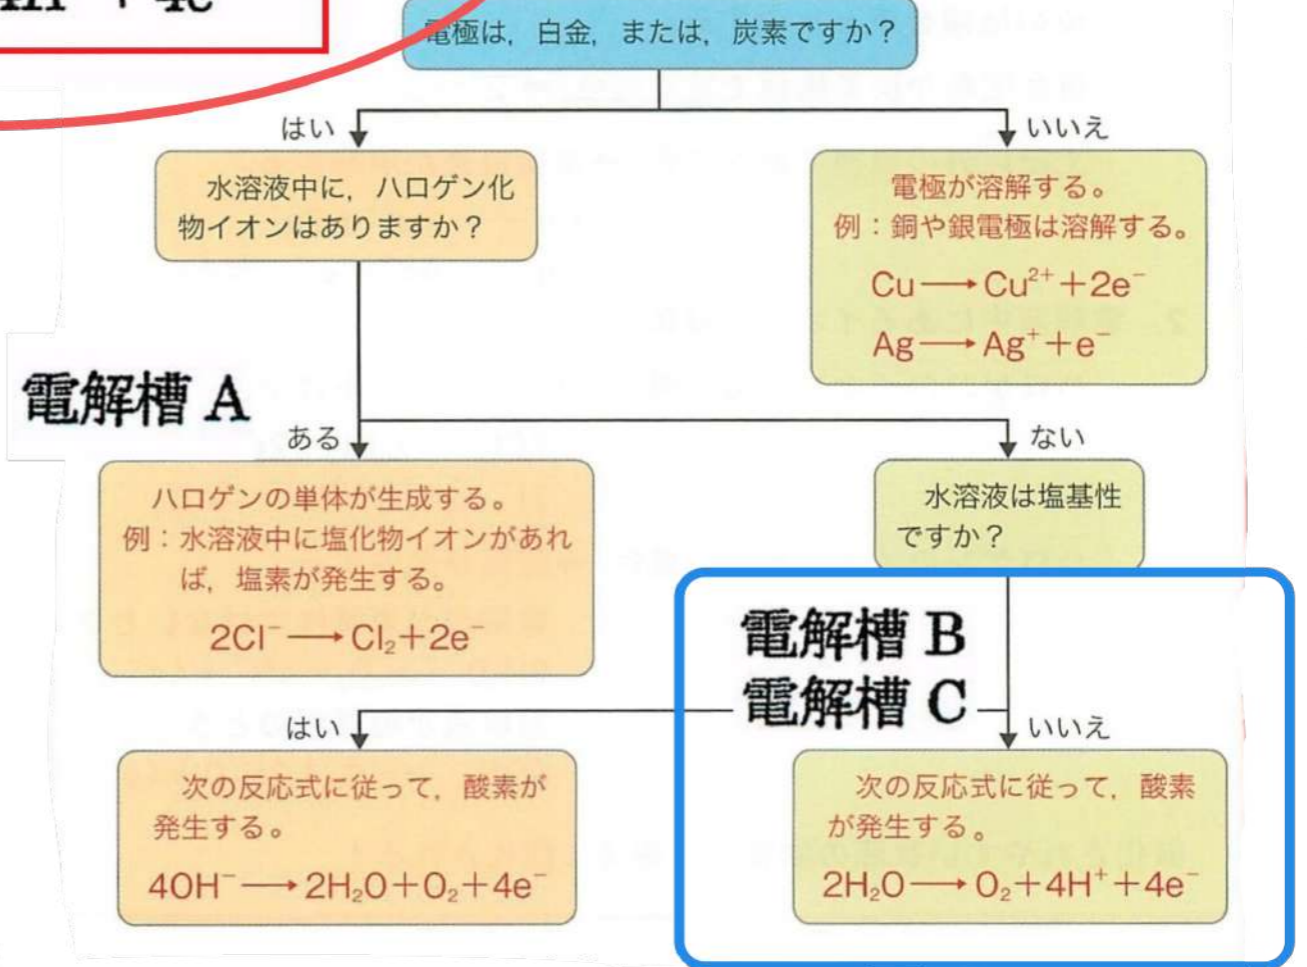 + 4e
電極は，白金，または，炭素ですか？
はい
いいえ
水溶液中に，ハロゲン化
物イオンはありますか？
電極が溶解する。
例：銅や銀電極は溶解する。
Cu⟶Cu²⁺+2e⁻
Ag⟶Ag⁺+e⁻
電解槽 A
ある
ない
ハロゲンの単体が生成する。
例：水溶液中に塩化物イオンがあれ
ば，塩素が発生する。
2Cl⁻⟶Cl₂+2e⁻
水溶液は塩基性
ですか？
電解槽 B
電解槽 C
はい
いいえ
次の反応式に従って，酸素が
発生する。
4OH⁻⟶2H₂O+O₂+4e⁻
次の反応式に従って，酸素
が発生する。
2H₂O⟶O₂+4H⁺+4e⁻